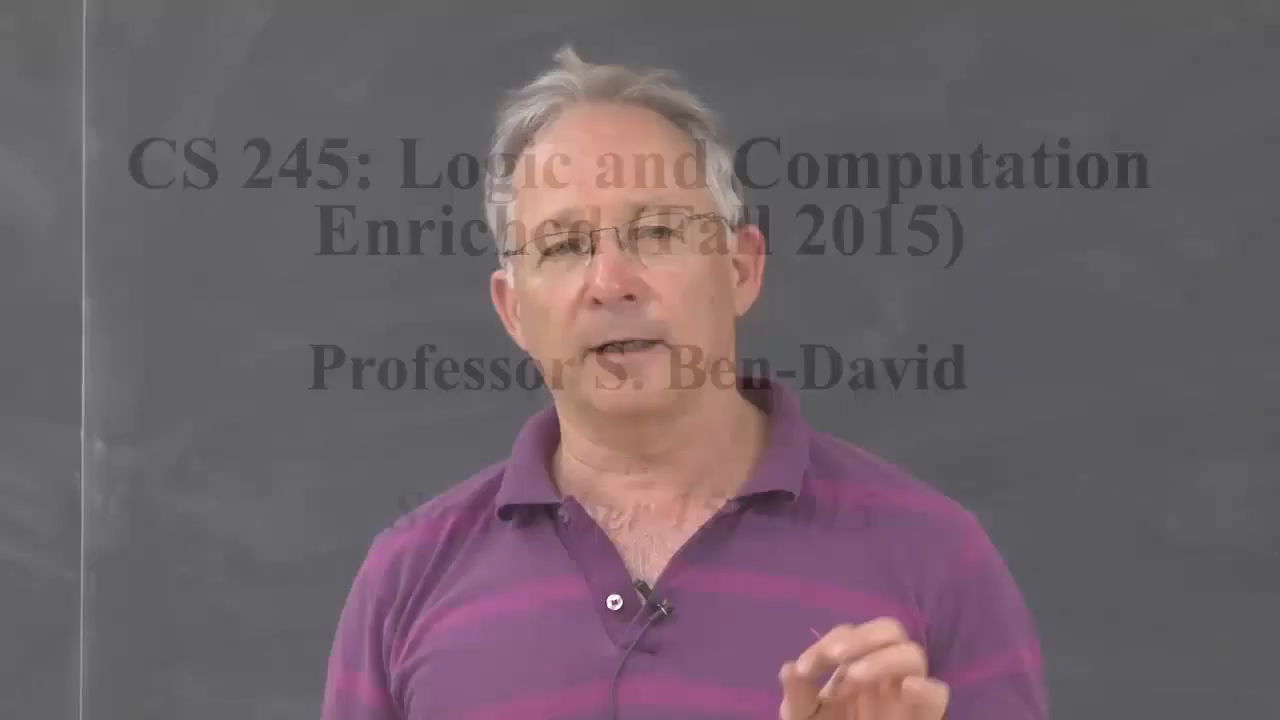 CS 245: Logic and Computation
Enriched (Fall 2015)
Professor S. Ben-David